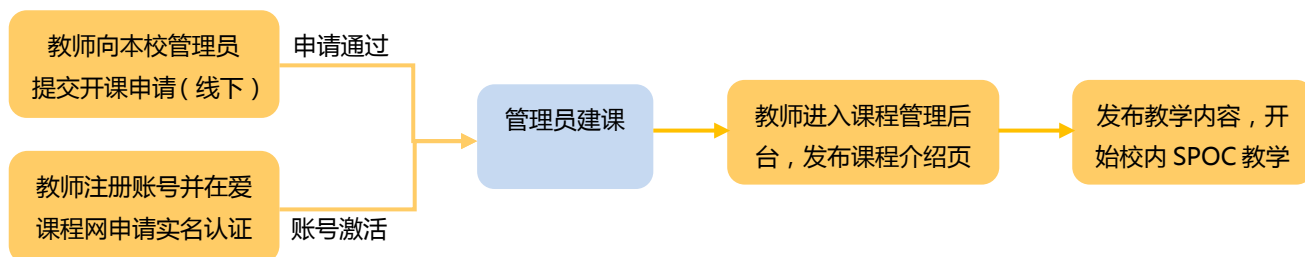 教师向本校管理员
提交开课申请（线下）
申请通过
教师注册账号并在爱
课程网申请实名认证
账号激活
管理员建课
教师进入课程管理后
台，发布课程介绍页
发布教学内容，开
始校内 SPOC 教学